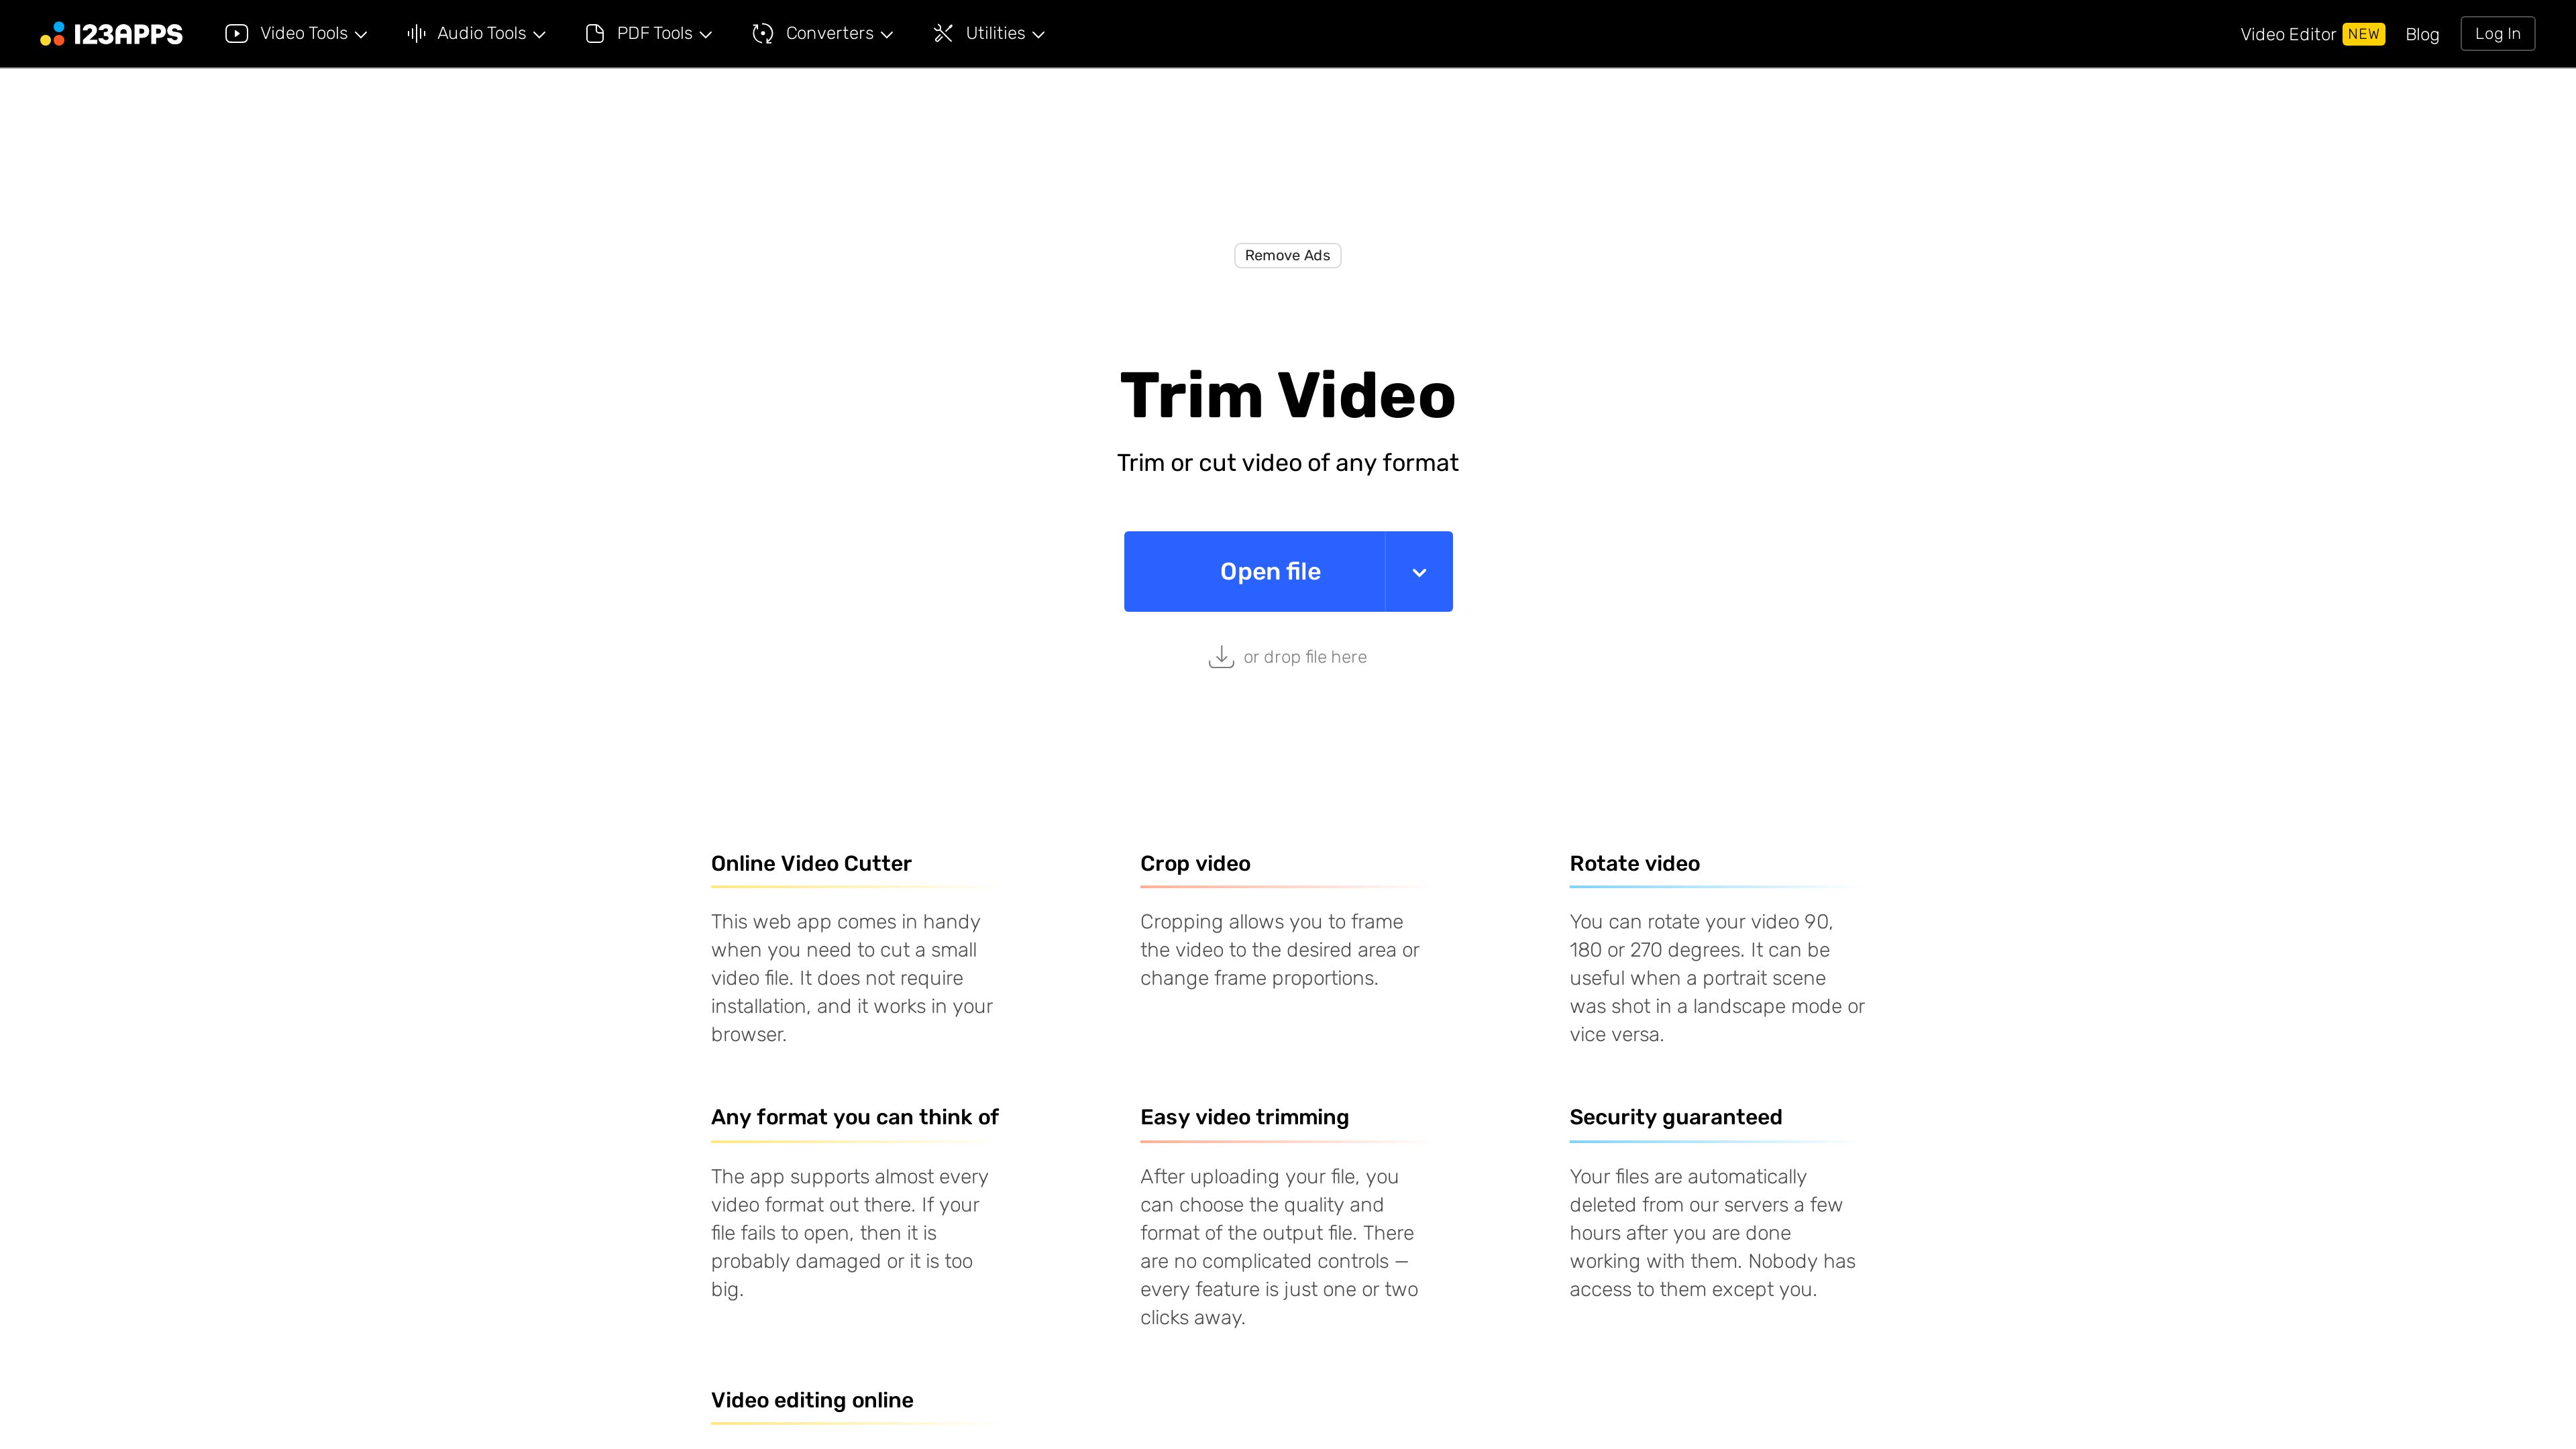 123APPS Video Tools Audio Tools PDF Tools Converters Utilities Video Editor NEW Blog Log In
Remove Ads
Trim Video
Trim or cut video of any format
Open file
or drop file here
Online Video Cutter
This web app comes in handy
when you need to cut a small
video file. It does not require
installation, and it works in your
browser.
Crop video
Cropping allows you to frame
the video to the desired area or
change frame proportions.
Rotate video
You can rotate your video 90,
180 or 270 degrees. It can be
useful when a portrait scene
was shot in a landscape mode or
vice versa.
Any format you can think of
The app supports almost every
video format out there. If your
file fails to open, then it is
probably damaged or it is too
big.
Easy video trimming
After uploading your file, you
can choose the quality and
format of the output file. There
are no complicated controls —
every feature is just one or two
clicks away.
Security guaranteed
Your files are automatically
deleted from our servers a few
hours after you are done
working with them. Nobody has
access to them except you.
Video editing online